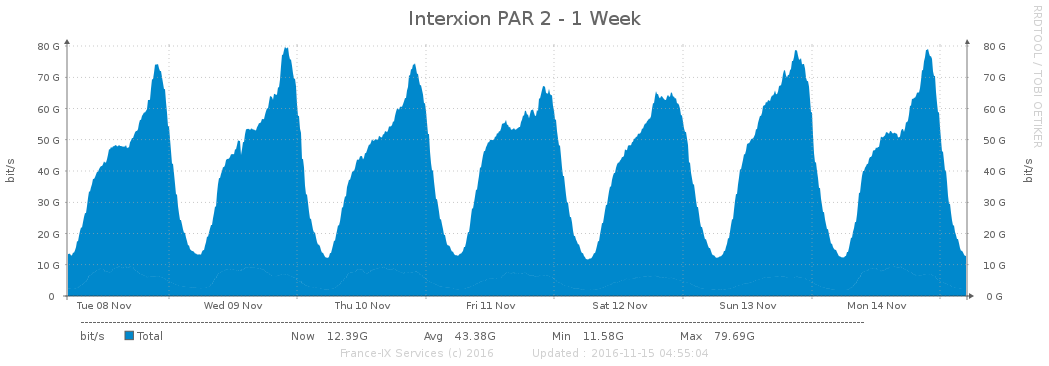 Interxion PAR 2 - 1 Week
RRDTOOL / TOBI OETIKER
bit/s
80 G 80 G
70 G 70 G
60 G 60 G
50 G 50 G
40 G 40 G
30 G 30 G
20 G 20 G
10 G 10 G
0 0 G
bit/s
Tue 08 Nov Wed 09 Nov Thu 10 Nov Fri 11 Nov Sat 12 Nov Sun 13 Nov Mon 14 Nov
bit/s Total Now 12.39G Avg 43.38G Min 11.58G Max 79.69G
France-IX Services (c) 2016 Updated : 2016-11-15 04:55:04